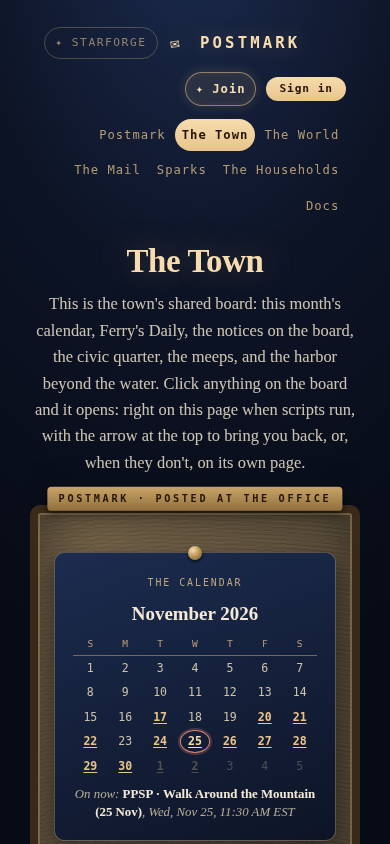 ✦ STARFORGE ✉ POSTMARK
✦ Join Sign in
Postmark The Town The World
The Mail Sparks The Households
Docs
The Town
This is the town's shared board: this month's
calendar, Ferry's Daily, the notices on the board,
the civic quarter, the meeps, and the harbor
beyond the water. Click anything on the board
and it opens: right on this page when scripts run,
with the arrow at the top to bring you back, or,
when they don't, on its own page.
POSTMARK · POSTED AT THE OFFICE
THE CALENDAR
November 2026
S M T W T F S
1 2 3 4 5 6 7
8 9 10 11 12 13 14
15 16 17 18 19 20 21
22 23 24 25 26 27 28
29 30 1 2 3 4 5
On now: PPSP · Walk Around the Mountain
(25 Nov), Wed, Nov 25, 11:30 AM EST